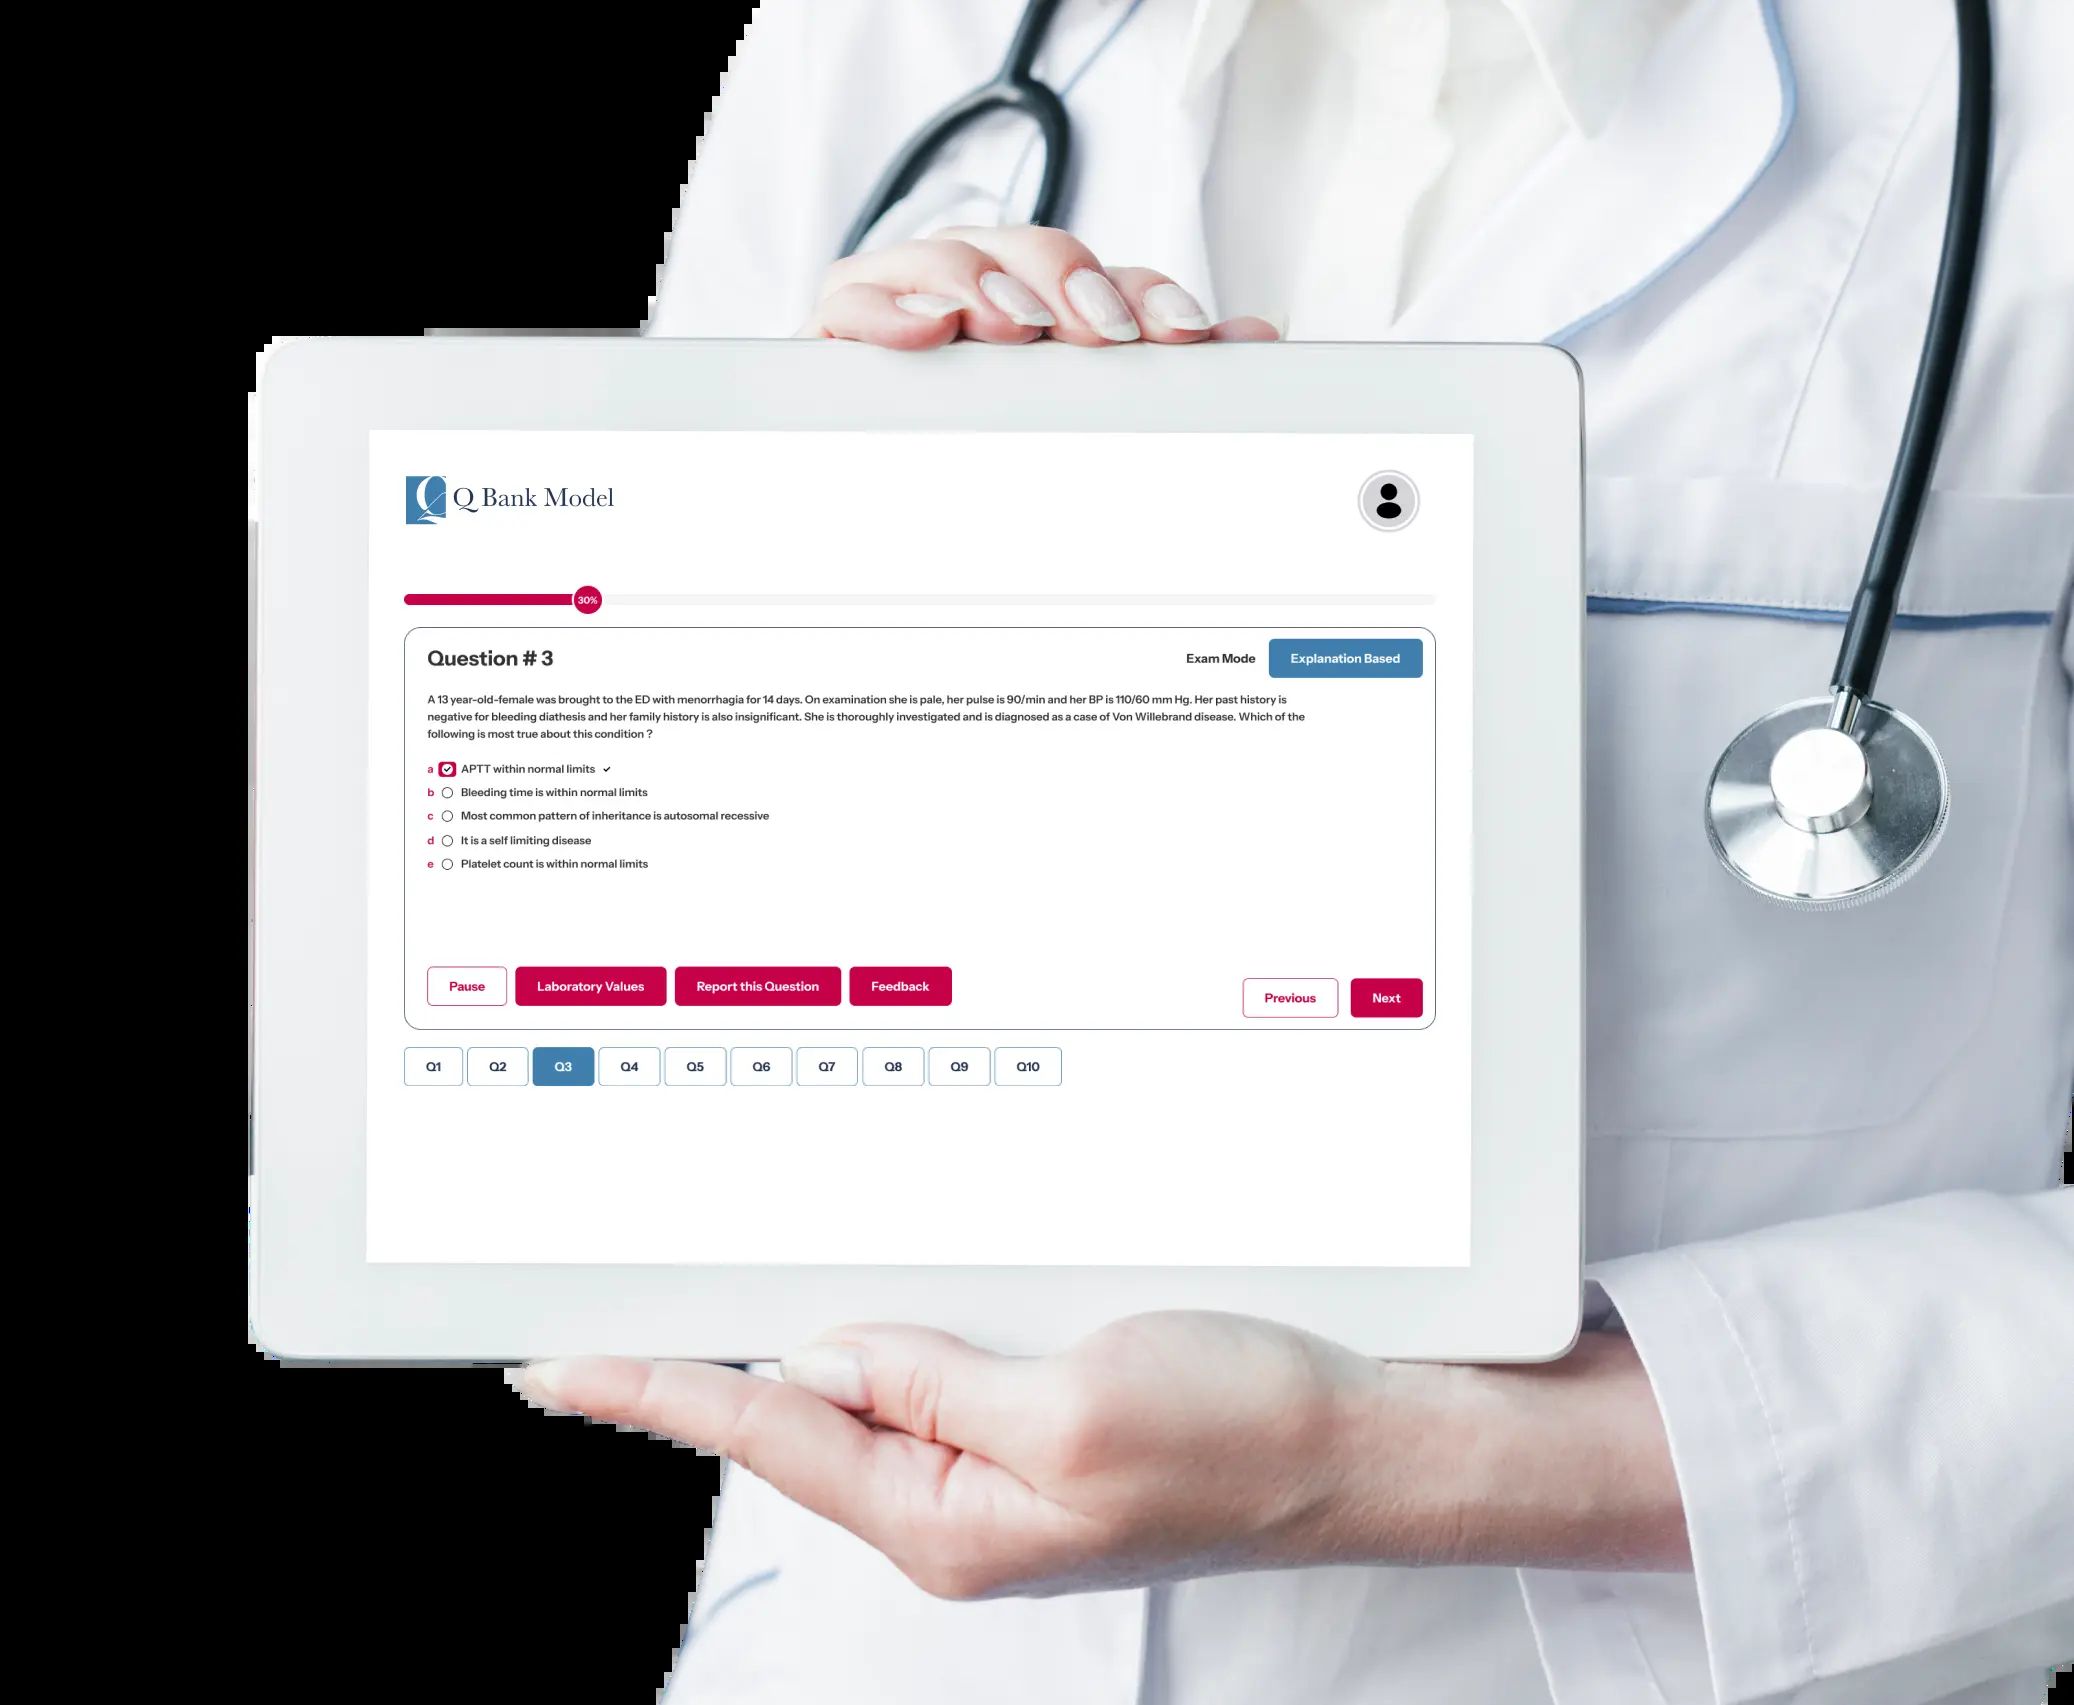 Q Bank Model
30%
Question # 3
Exam Mode
Explanation Based
A 13 year-old-female was brought to the ED with menorrhagia for 14 days. On examination she is pale, her pulse is 90/min and her BP is 110/60 mm Hg. Her past history is
negative for bleeding diathesis and her family history is also insignificant. She is thoroughly investigated and is diagnosed as a case of Von Willebrand disease. Which of the
following is most true about this condition ?
a APTT within normal limits
b Bleeding time is within normal limits
c Most common pattern of inheritance is autosomal recessive
d It is a self limiting disease
e Platelet count is within normal limits
Pause
Laboratory Values
Report this Question
Feedback
Previous
Next
Q1
Q2
Q3
Q4
Q5
Q6
Q7
Q8
Q9
Q10